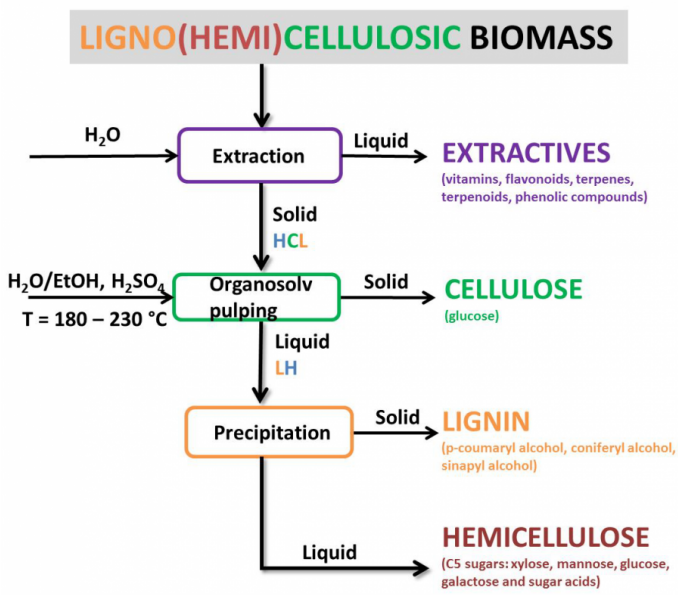 LIGNO(HEMI)CELLULOSIC BIOMASS
H₂O
Extraction
Liquid
EXTRACTIVES
(vitamins, flavonoids, terpenes,
terpenoids, phenolic compounds)
Solid
HCL
H₂O/EtOH, H₂SO₄
T = 180 – 230 °C
Organosolv
pulping
Solid
CELLULOSE
(glucose)
Liquid
LH
Precipitation
Solid
LIGNIN
(p-coumaryl alcohol, coniferyl alcohol,
sinapyl alcohol)
Liquid
HEMICELLULOSE
(C5 sugars: xylose, mannose, glucose,
galactose and sugar acids)